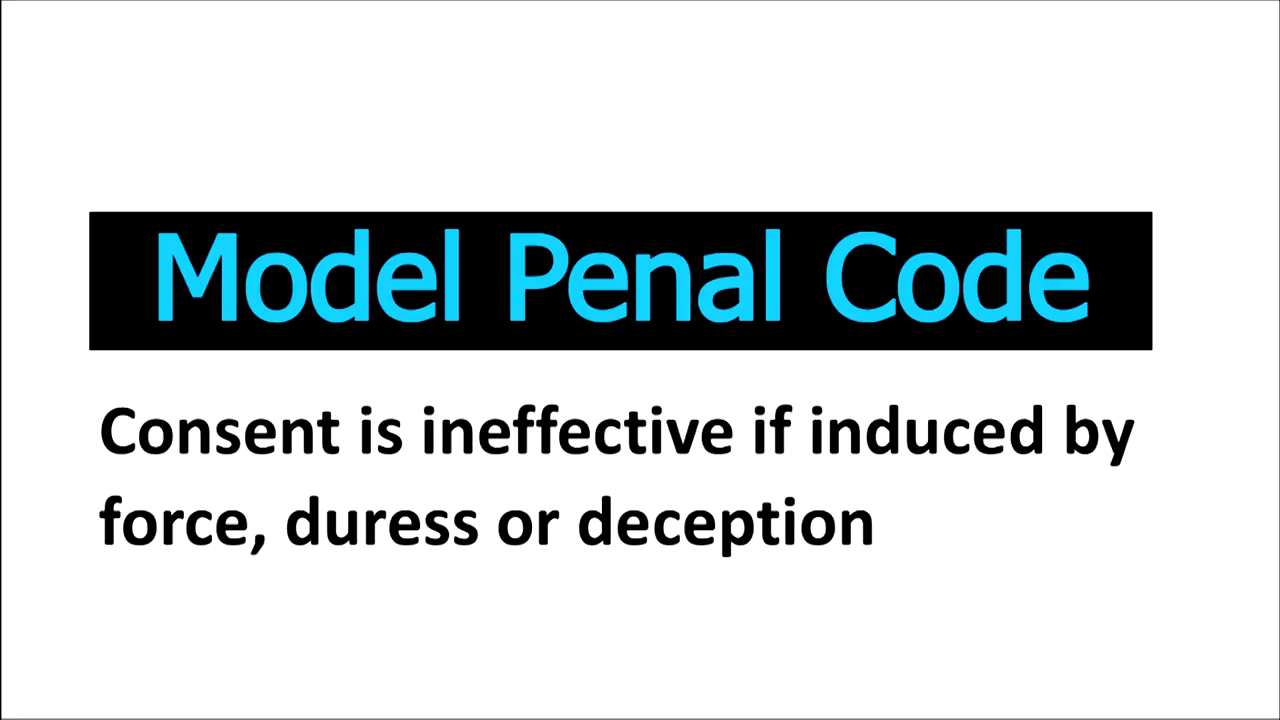 Model Penal Code
Consent is ineffective if induced by
force, duress or deception